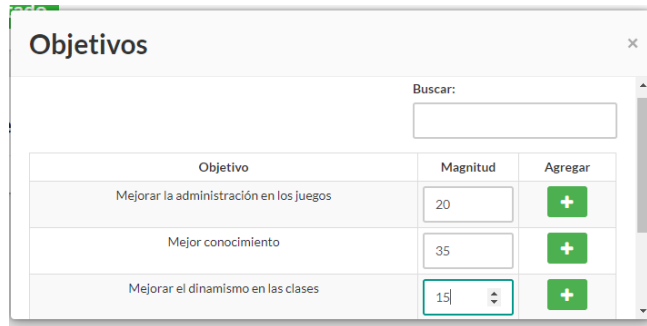 Objetivos
×
Buscar:
Objetivo Magnitud Agregar
Mejorar la administración en los juegos 20 +
Mejor conocimiento 35 +
Mejorar el dinamismo en las clases 15 +